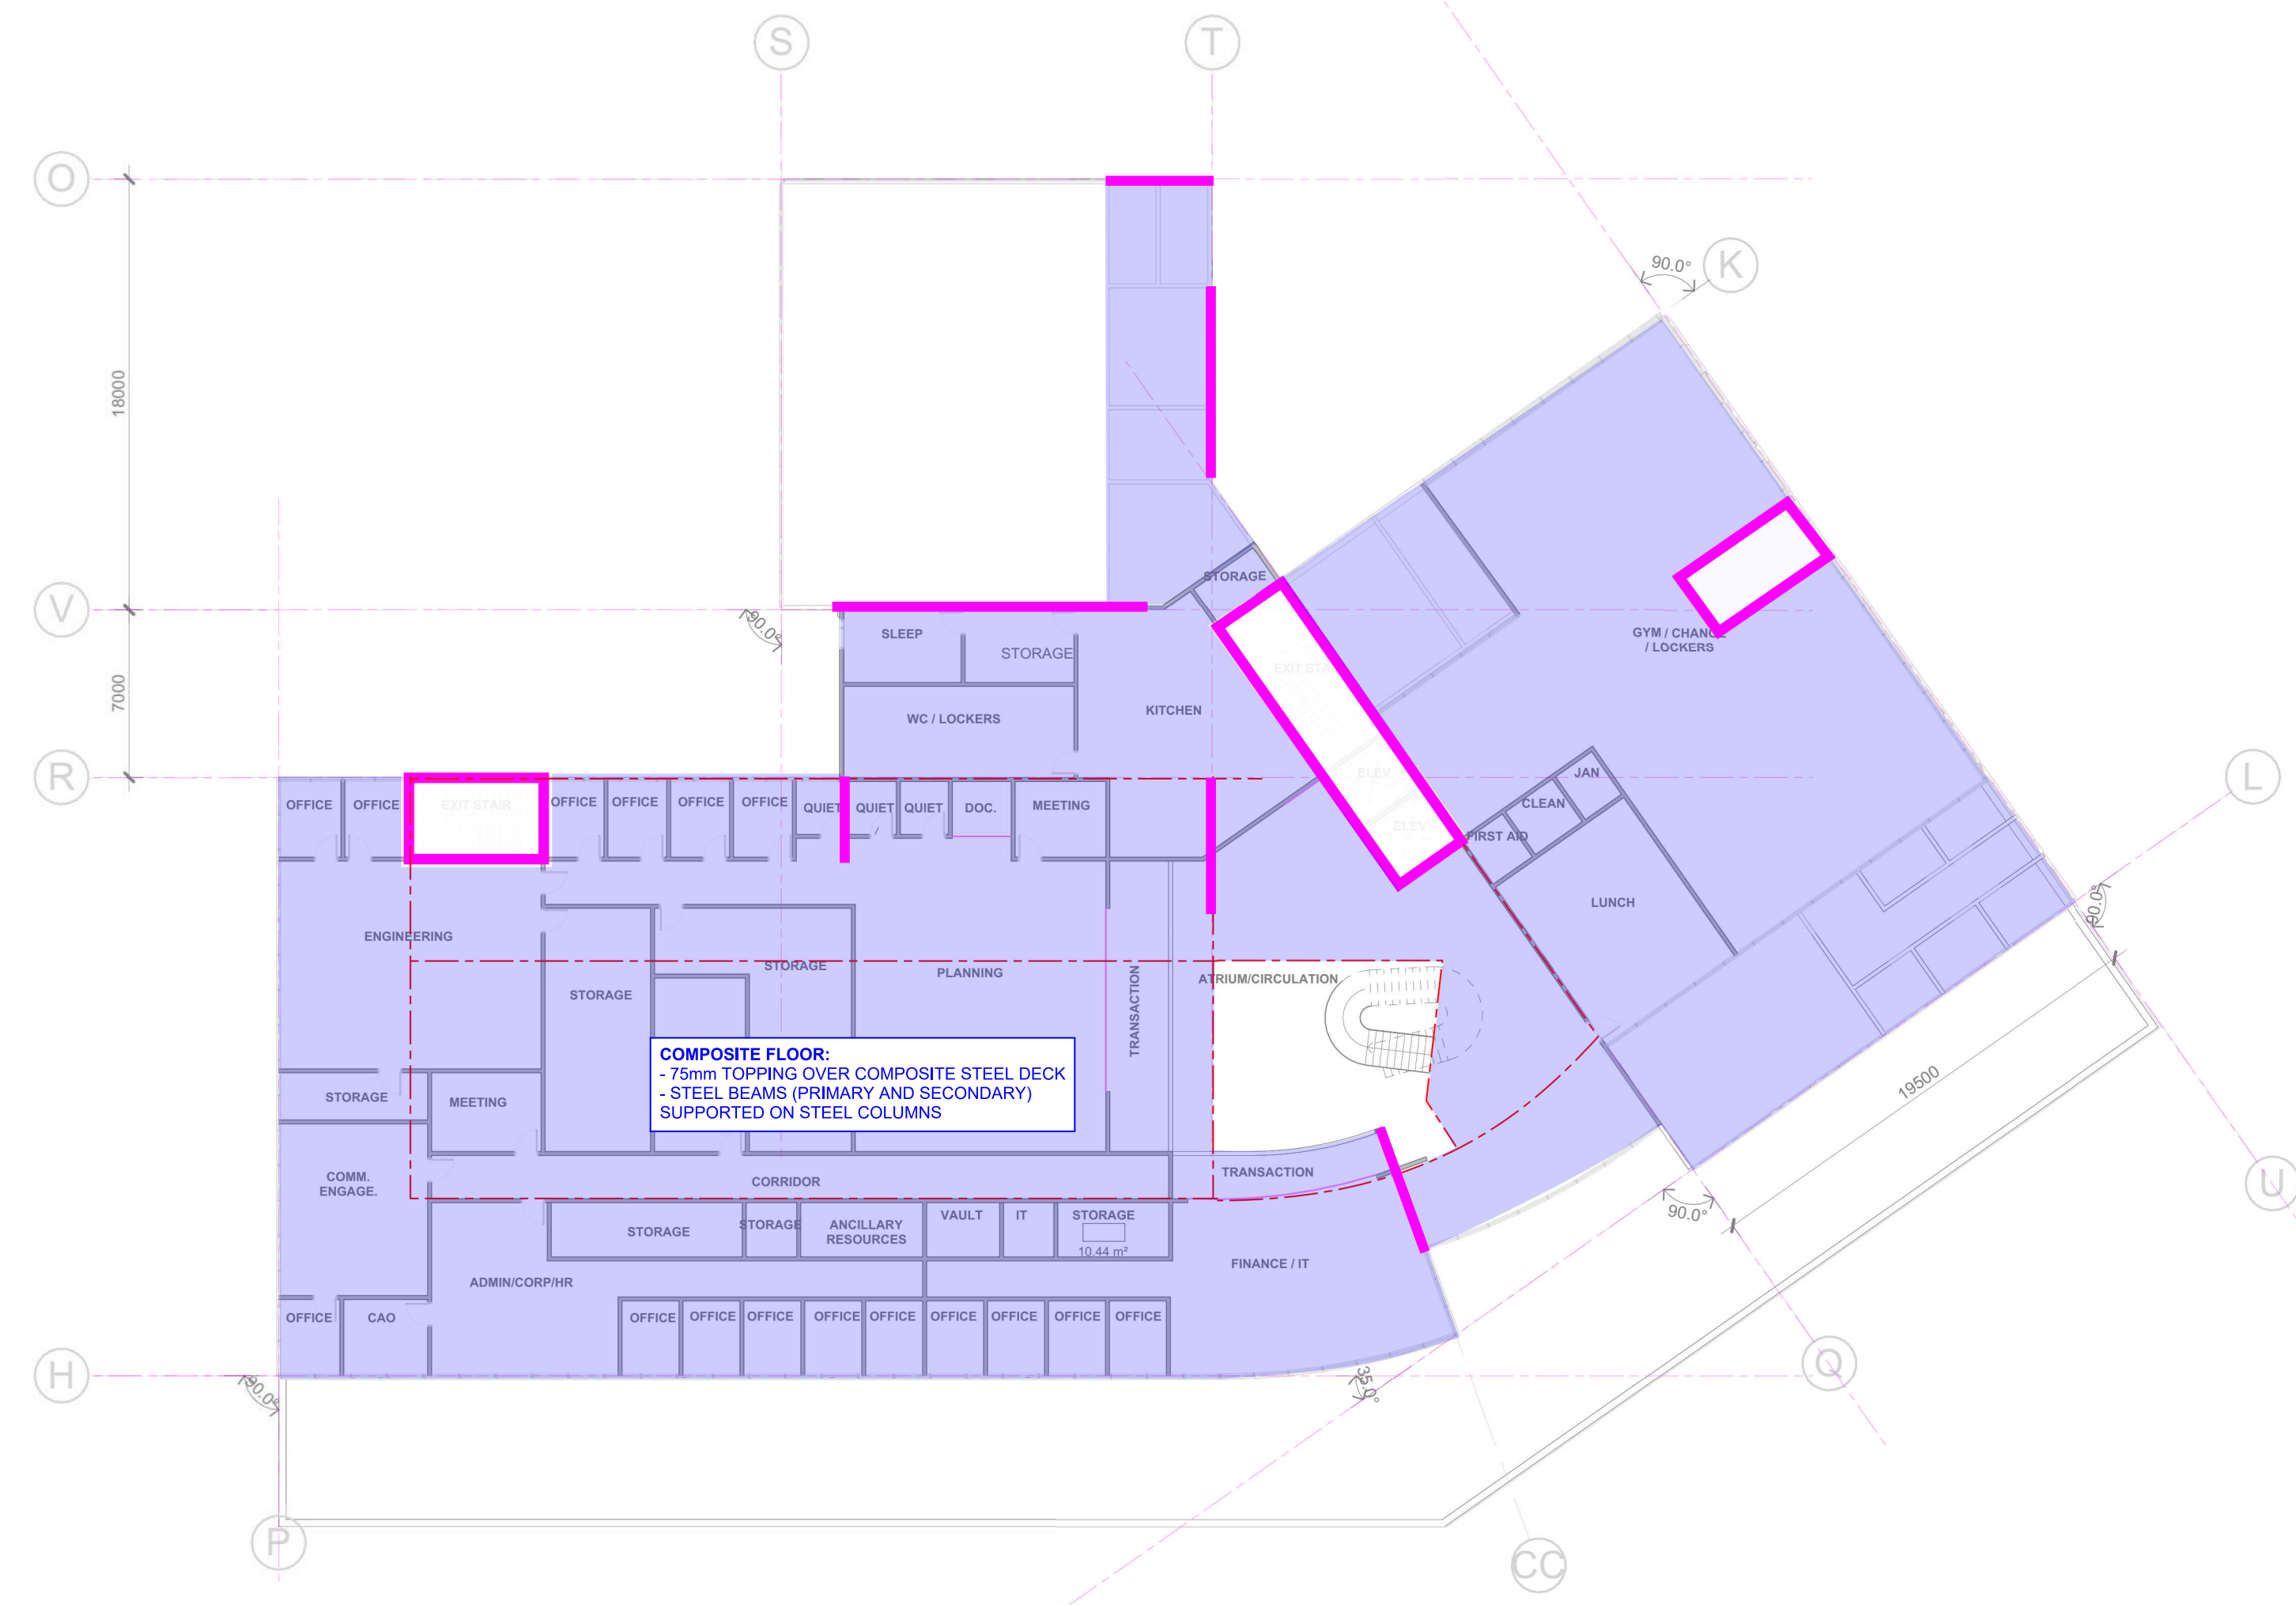 S
T
O
K
90.0°
18000
STORAGE
V
90.0°
SLEEP
STORAGE
GYM / CHANGE
/ LOCKERS
EXIT STA
7000
WC / LOCKERS
KITCHEN
R
L
ELEV
JAN
OFFICE
OFFICE
EXIT STAIR
OFFICE
OFFICE
OFFICE
OFFICE
QUIET
QUIET
QUIET
DOC.
MEETING
CLEAN
ELEV
FIRST AID
LUNCH
90.0°
ENGINEERING
STORAGE
PLANNING
ATRIUM/CIRCULATION
STORAGE
TRANSACTION
COMPOSITE FLOOR:
- 75mm TOPPING OVER COMPOSITE STEEL DECK
- STEEL BEAMS (PRIMARY AND SECONDARY)
SUPPORTED ON STEEL COLUMNS
19500
STORAGE
MEETING
COMM.
ENGAGE.
CORRIDOR
TRANSACTION
U
90.0°
STORAGE
STORAGE
ANCILLARY
RESOURCES
VAULT
IT
STORAGE
10.44 m²
FINANCE / IT
ADMIN/CORP/HR
OFFICE
CAO
OFFICE
OFFICE
OFFICE
OFFICE
OFFICE
OFFICE
OFFICE
OFFICE
OFFICE
H
90.0°
35.0°
Q
P
CC